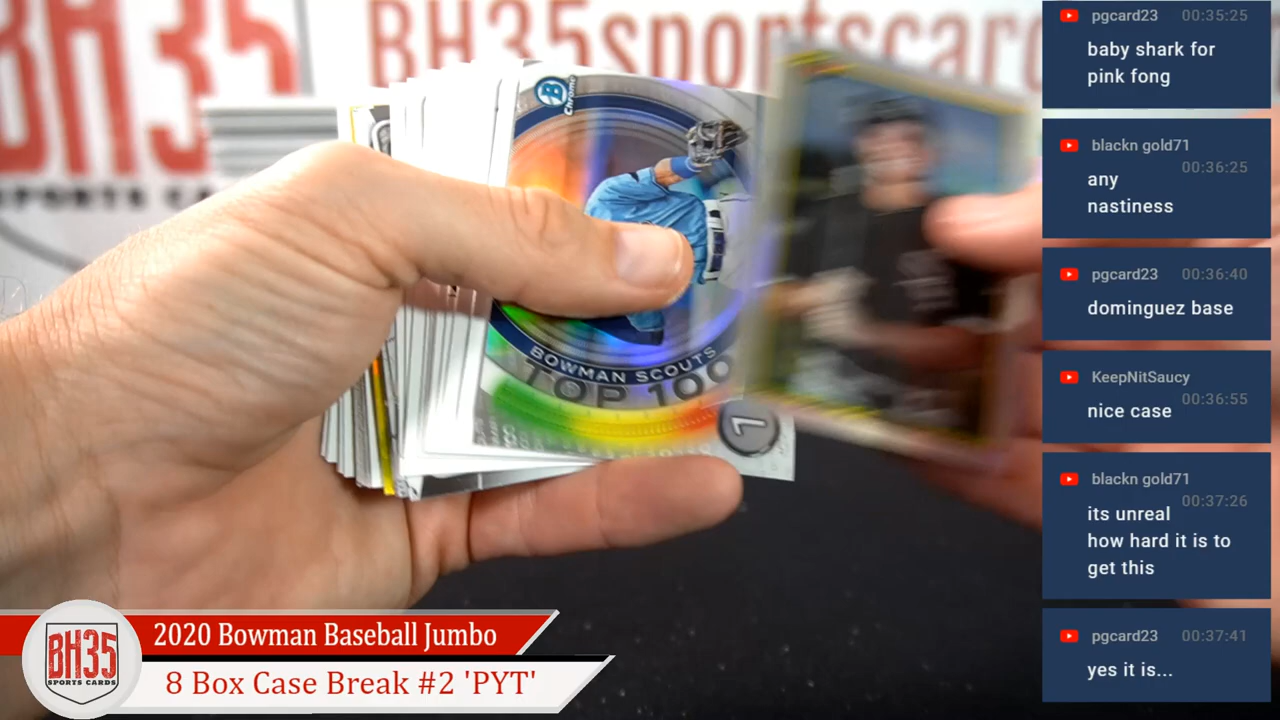 BH35
SPORTS CA
BH35sportscar
B
Chrome
BOWMAN SCOUTS
TOP 100
7
BH35
SPORTS CARDS
2020 Bowman Baseball Jumbo
8 Box Case Break #2 'PYT'
pgcard23 00:35:25
baby shark for
pink fong
blackn gold71
00:36:25
any
nastiness
pgcard23 00:36:40
dominguez base
KeepNitSaucy
00:36:55
nice case
blackn gold71
00:37:26
its unreal
how hard it is to
get this
pgcard23 00:37:41
yes it is...